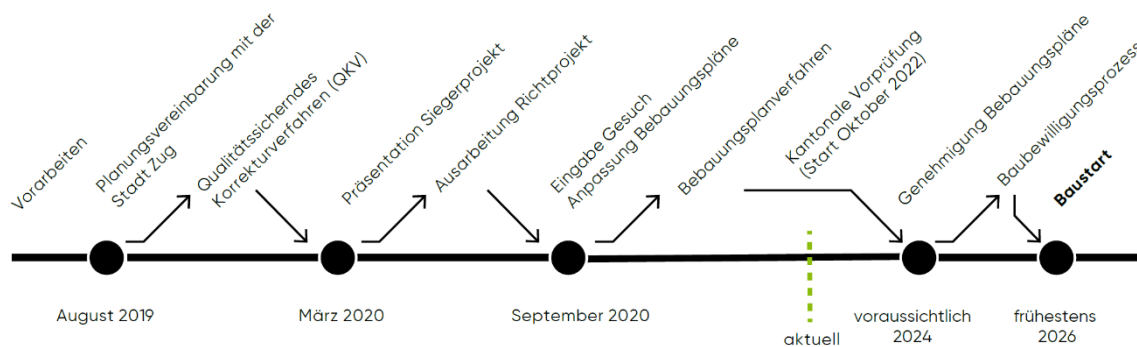 Vorarbeiten
Planungsvereinbarung mit der
Stadt Zug
Qualitätssicherndes
Korrekturverfahren (QKV)
Präsentation Siegerprojekt
Ausarbeitung Richtprojekt
Eingabe Gesuch
Anpassung Bebauungspläne
Bebauungsplanverfahren
Kantonale Vorprüfung
(Start Oktober 2022)
Genehmigung Bebauungspläne
Baubewilligungsprozess
Baustart
August 2019
März 2020
September 2020
aktuell
voraussichtlich
2024
frühestens
2026